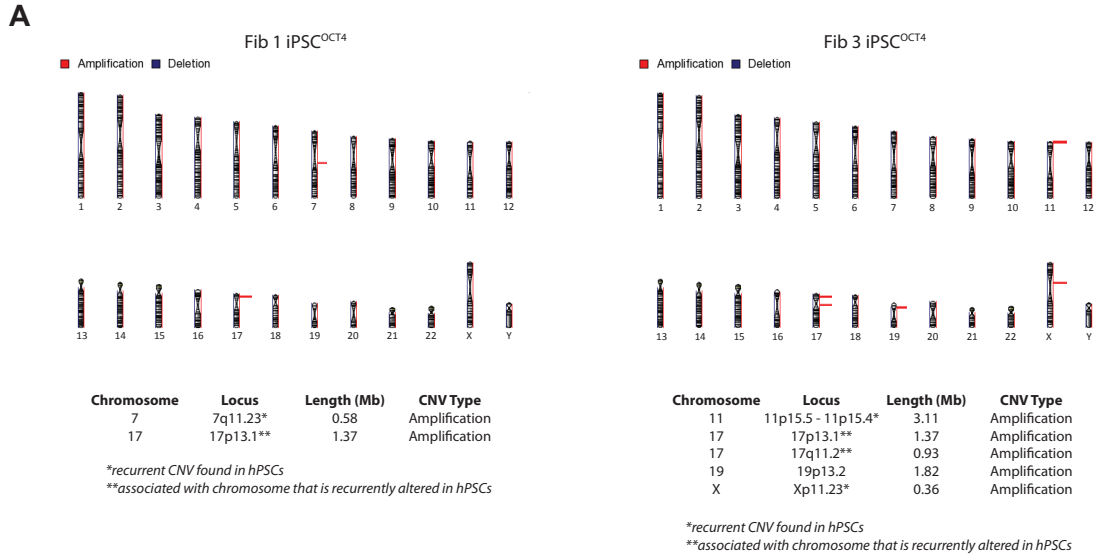 A
Fib 1 iPSC^OCT4
Amplification Deletion
1 2 3 4 5 6 7 8 9 10 11 12
13 14 15 16 17 18 19 20 21 22 X Y
Chromosome Locus Length (Mb) CNV Type
7 7q11.23* 0.58 Amplification
17 17p13.1** 1.37 Amplification
*recurrent CNV found in hPSCs
**associated with chromosome that is recurrently altered in hPSCs
Fib 3 iPSC^OCT4
Amplification Deletion
1 2 3 4 5 6 7 8 9 10 11 12
13 14 15 16 17 18 19 20 21 22 X Y
Chromosome Locus Length (Mb) CNV Type
11 11p15.5 - 11p15.4* 3.11 Amplification
17 17p13.1** 1.37 Amplification
17 17q11.2** 0.93 Amplification
19 19p13.2 1.82 Amplification
X Xp11.23* 0.36 Amplification
*recurrent CNV found in hPSCs
**associated with chromosome that is recurrently altered in hPSCs